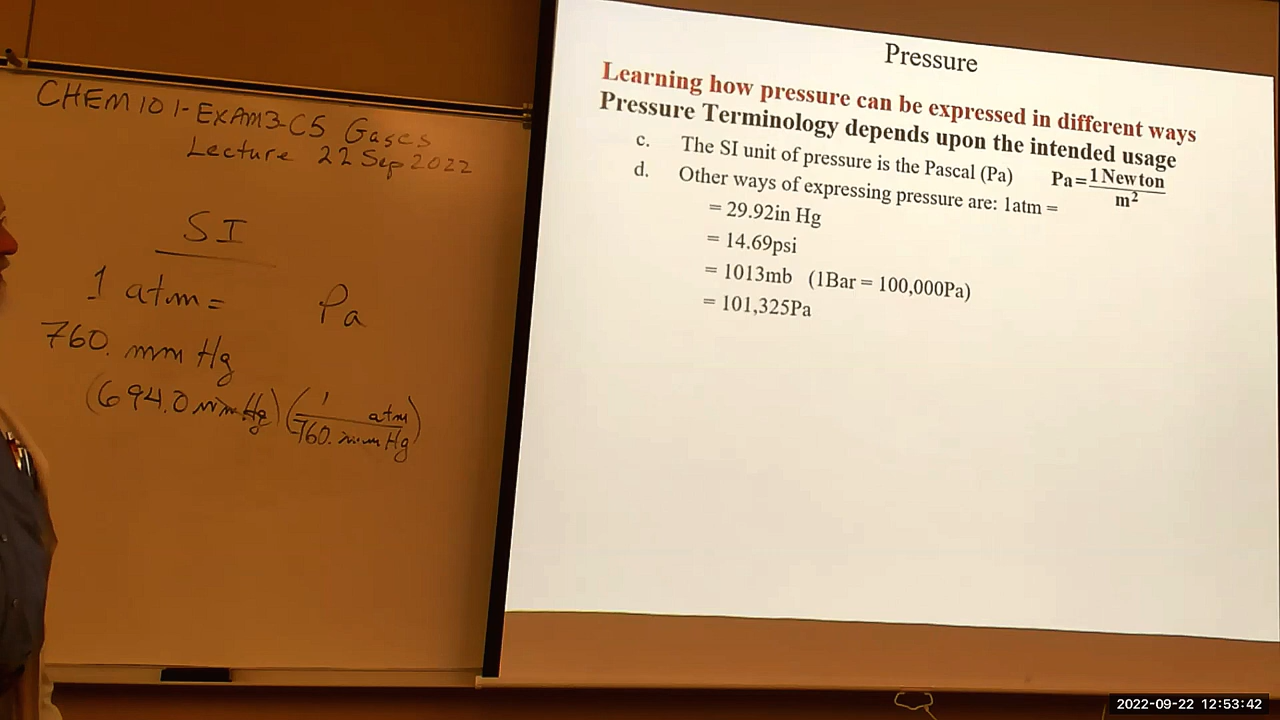 CHEM 101-EXAM3-C5 Gases
Lecture 22 Sep 2022
SI
1 atm = Pa
760. mm Hg
(694.0 mm Hg) (1 atm / 760. mm Hg)
Pressure
Learning how pressure can be expressed in different ways
Pressure Terminology depends upon the intended usage
c. The SI unit of pressure is the Pascal (Pa) Pa = 1 Newton / m²
d. Other ways of expressing pressure are: 1atm =
= 29.92in Hg
= 14.69psi
= 1013mb (1Bar = 100,000Pa)
= 101,325Pa
2022-09-22 12:53:42